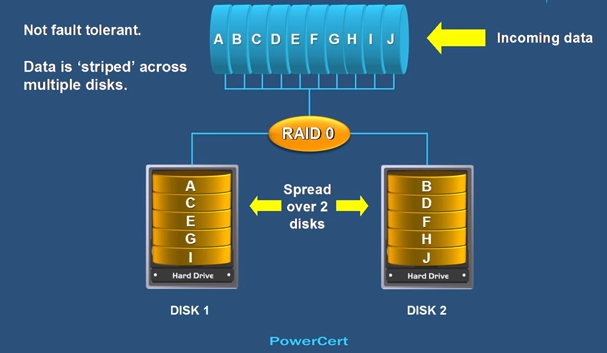 Not fault tolerant.
Data is ‘striped’ across
multiple disks.
A B C D E F G H I J
Incoming data
RAID 0
A
C
E
G
I
Hard Drive
DISK 1
Spread
over 2
disks
B
D
F
H
J
Hard Drive
DISK 2
PowerCert